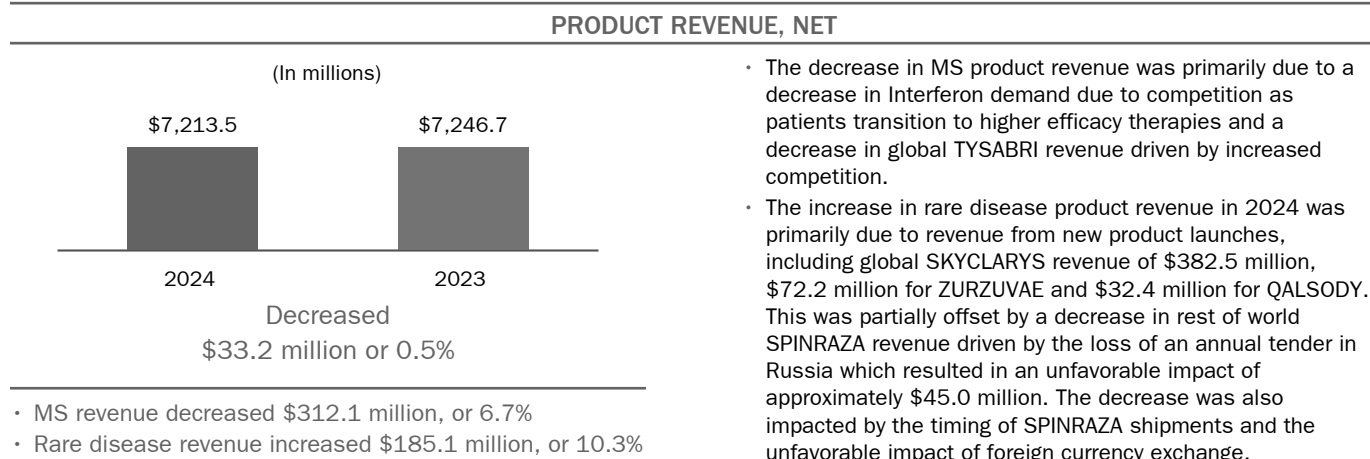 PRODUCT REVENUE, NET
(In millions)
$7,213.5
$7,246.7
2024
2023
Decreased
$33.2 million or 0.5%
• MS revenue decreased $312.1 million, or 6.7%
• Rare disease revenue increased $185.1 million, or 10.3%
• The decrease in MS product revenue was primarily due to a
decrease in Interferon demand due to competition as
patients transition to higher efficacy therapies and a
decrease in global TYSABRI revenue driven by increased
competition.
• The increase in rare disease product revenue in 2024 was
primarily due to revenue from new product launches,
including global SKYCLARYS revenue of $382.5 million,
$72.2 million for ZURZUVAE and $32.4 million for QALSODY.
This was partially offset by a decrease in rest of world
SPINRAZA revenue driven by the loss of an annual tender in
Russia which resulted in an unfavorable impact of
approximately $45.0 million. The decrease was also
impacted by the timing of SPINRAZA shipments and the
unfavorable impact of foreign currency exchange.